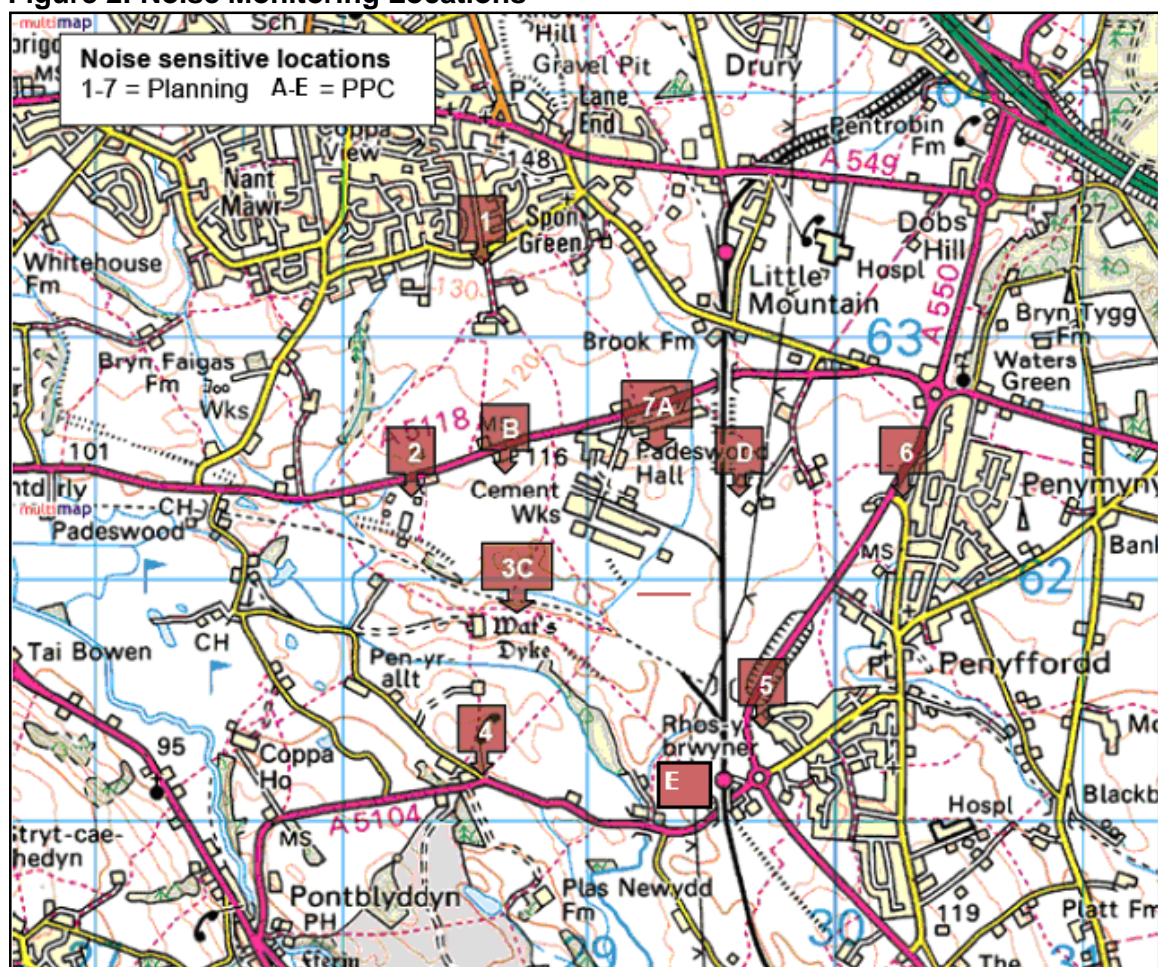 Figure 2: Noise Monitoring Locations
multimap
Noise sensitive locations
1-7 = Planning A-E = PPC
Sch
Hill
Gravel Pit
Drury
Lane
End
P
61
Pentrobin
Fm
A 549
Coppa
View
148
Nant
Mawr
1
Spon
Green
Dobs
Hill
127
Whitehouse
Fm
130
Little
Mountain
Hospl
A 550
Bryn Tygg
Fm
Brook Fm
63
Waters
Green
Bryn Faigas
Fm
Wks
120
7A
A 5118
B
2
116
Padeswood
Hall
D
6
101
Cement
Wks
Penymyny
multimap
CH
Padeswood
MS
Bank
3C
62
Wat's
Dyke
CH
Tai Bowen
Pen-yr-
allt
P
Penyffordd
5
4
Rhos-y-
brwyner
95
Coppa
Ho
E
Hospl
Blackb
A 5104
MS
Stryt-cae-
hedyn
Pontblyddyn
PH
Plas Newydd
Fm
29
30
119
Platt Fm
The